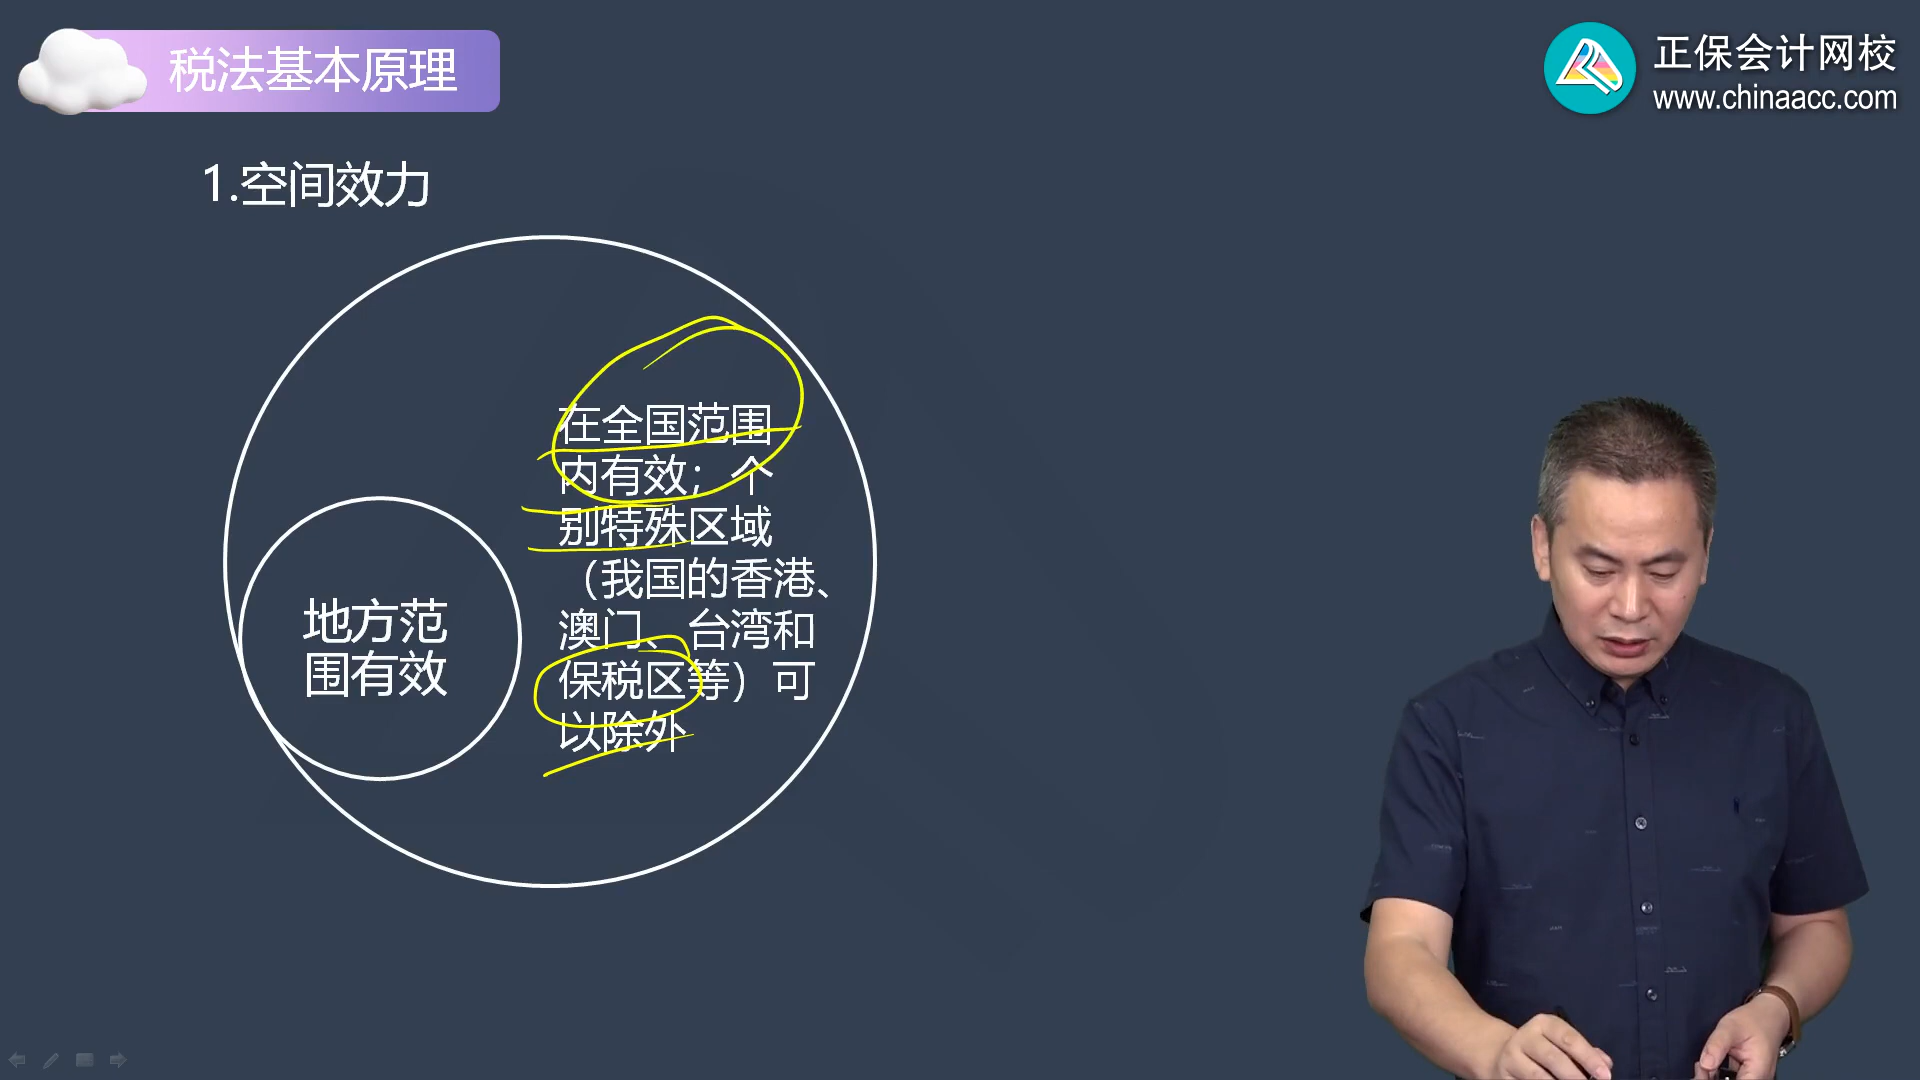 税法基本原理
正保会计网校
www.chinaacc.com
1.空间效力
在全国范围
内有效；个
别特殊区域
（我国的香港、
澳门、台湾和
保税区等）可
以除外
地方范
围有效